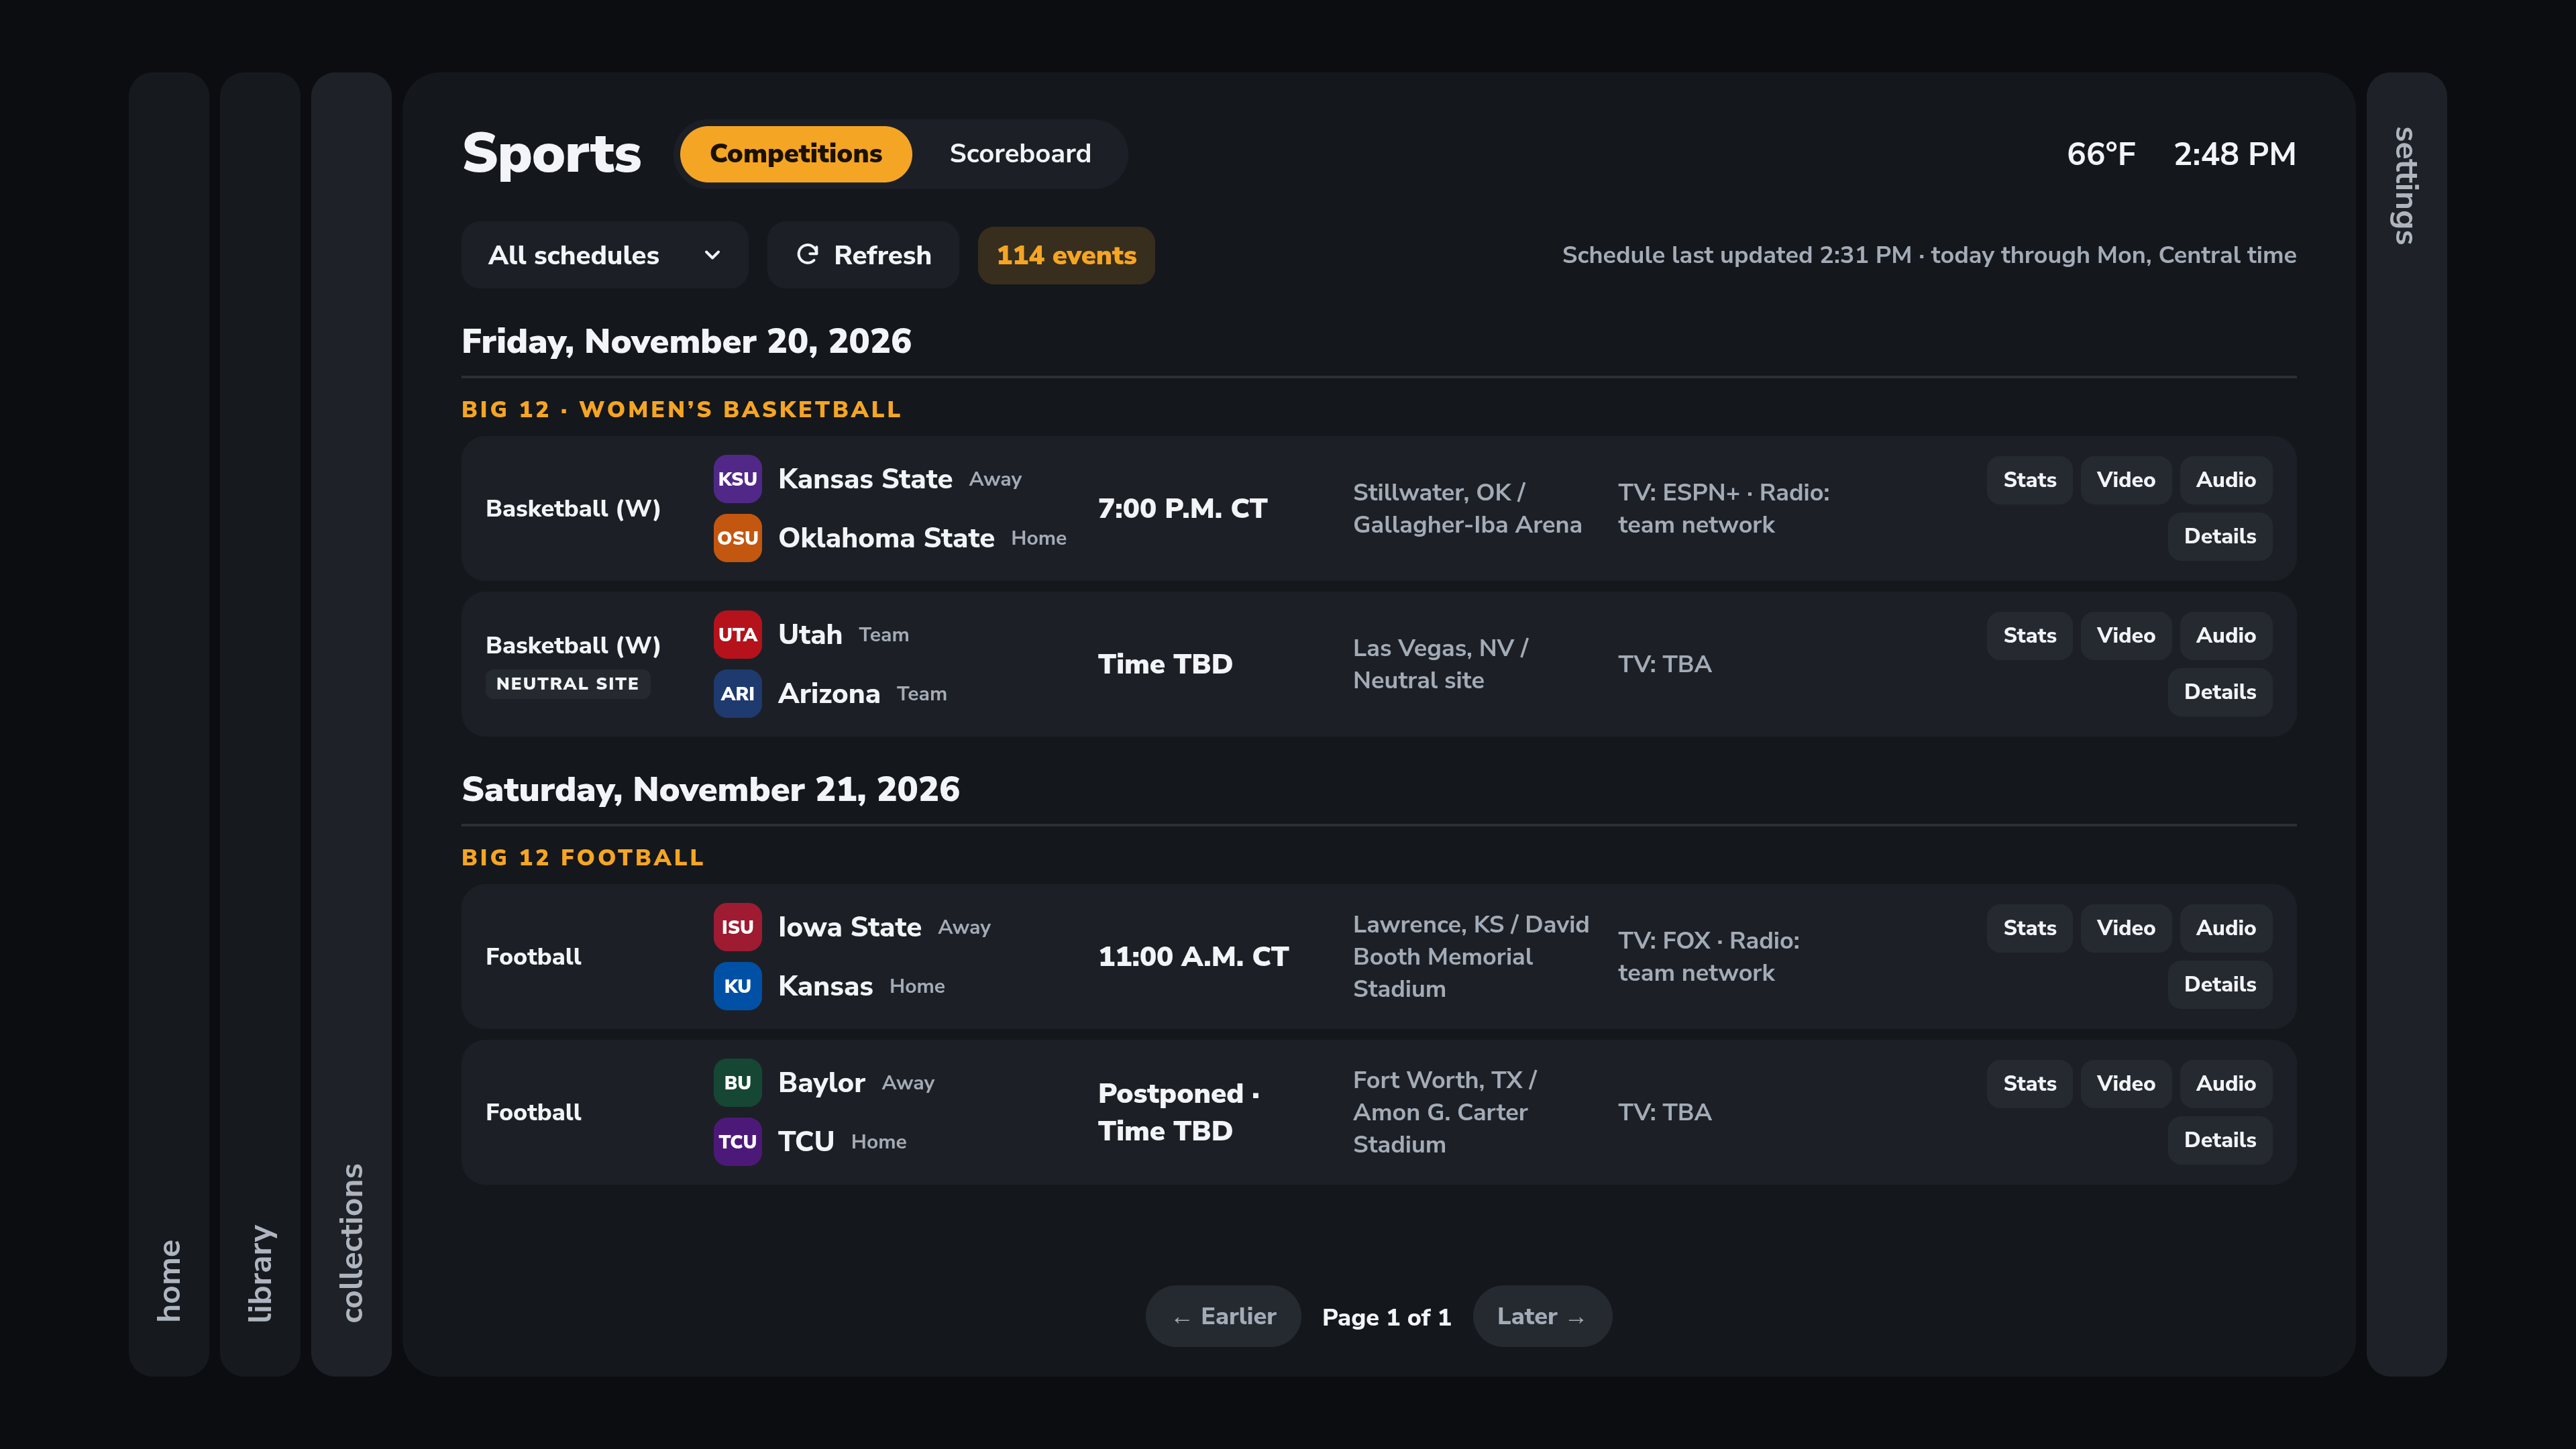 Sports
Competitions
Scoreboard
66°F 2:48 PM
All schedules
Refresh
114 events
Schedule last updated 2:31 PM · today through Mon, Central time
Friday, November 20, 2026
BIG 12 · WOMEN’S BASKETBALL
Basketball (W)
KSU Kansas State Away
OSU Oklahoma State Home
7:00 P.M. CT
Stillwater, OK /
Gallagher-Iba Arena
TV: ESPN+ · Radio:
team network
Stats Video Audio
Details
Basketball (W)
NEUTRAL SITE
UTA Utah Team
ARI Arizona Team
Time TBD
Las Vegas, NV /
Neutral site
TV: TBA
Stats Video Audio
Details
Saturday, November 21, 2026
BIG 12 FOOTBALL
Football
ISU Iowa State Away
KU Kansas Home
11:00 A.M. CT
Lawrence, KS / David
Booth Memorial
Stadium
TV: FOX · Radio:
team network
Stats Video Audio
Details
Football
BU Baylor Away
TCU TCU Home
Postponed ·
Time TBD
Fort Worth, TX /
Amon G. Carter
Stadium
TV: TBA
Stats Video Audio
Details
← Earlier
Page 1 of 1
Later →
home
library
collections
settings